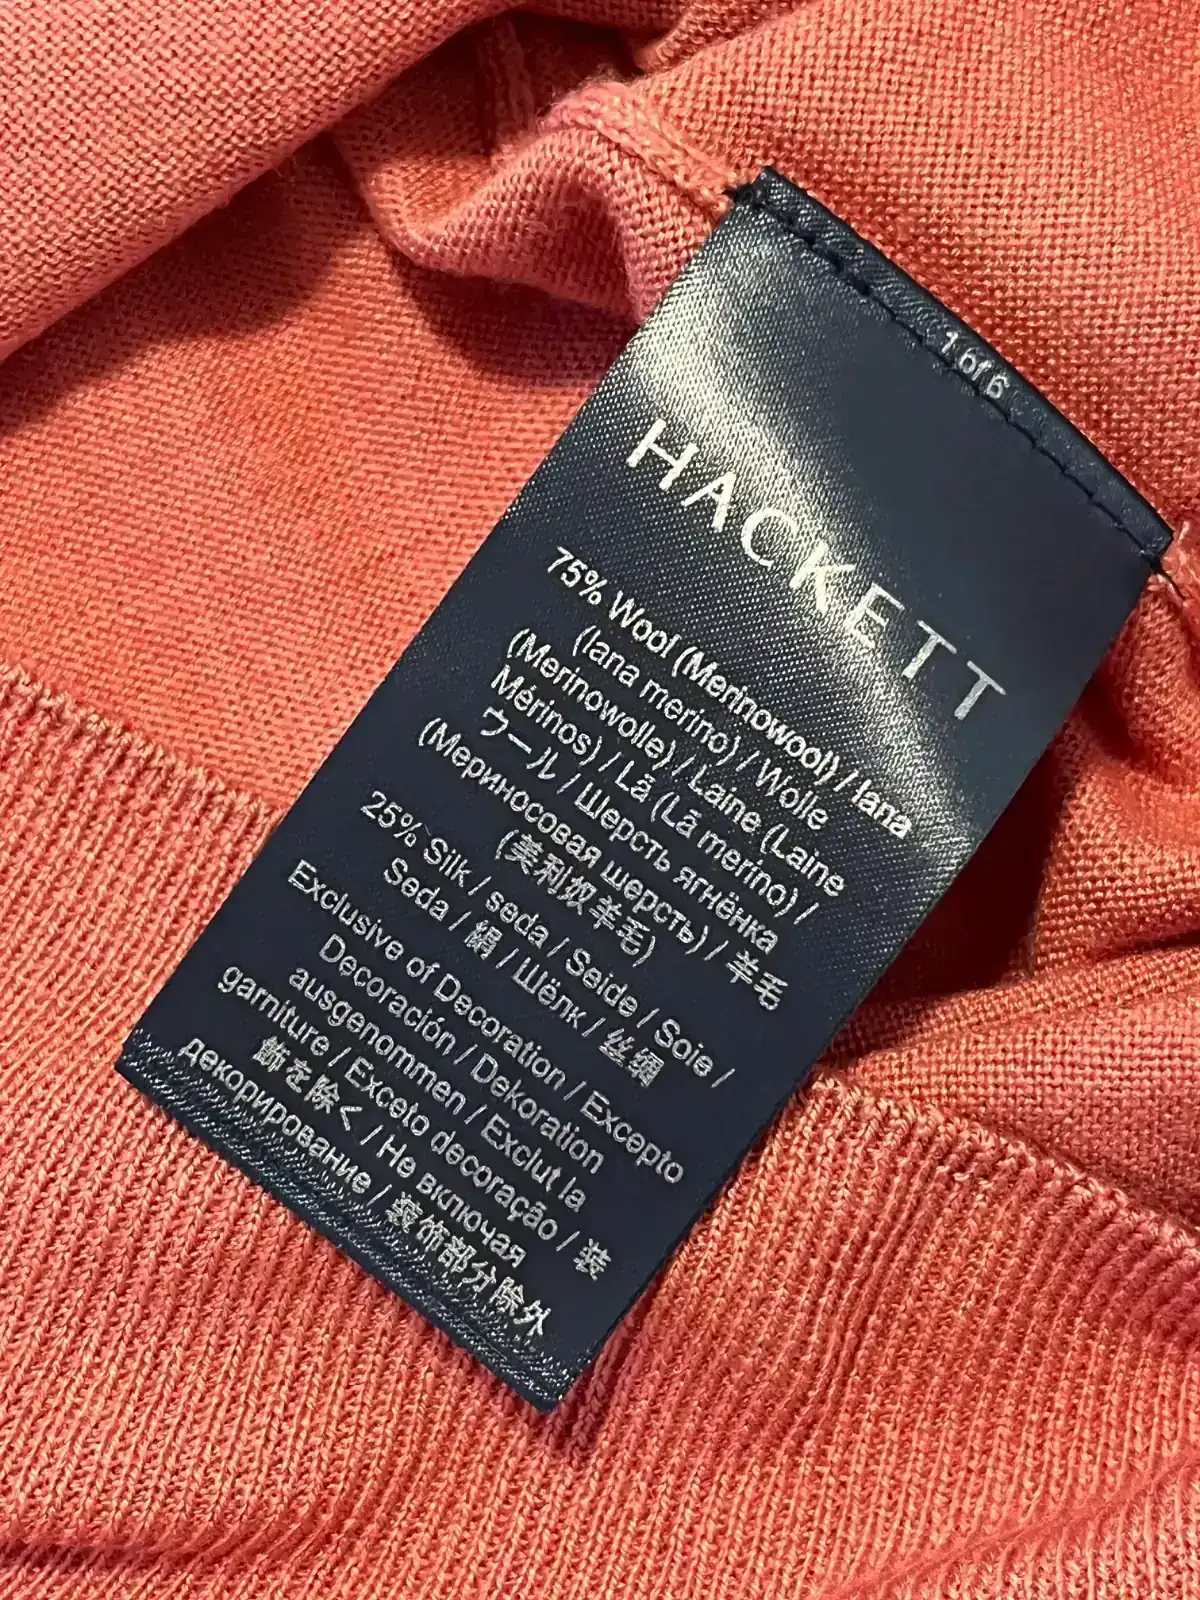 1 of 6
HACKETT
75% Wool (Merinowool) / lana
(lana merino) / Wolle
(Merinowolle) / Laine (Laine
Mérinos) / Lã (Lã merino) /
ウール / Шерсть ягнёнка
(Мериносовая шерсть) / 羊毛
(美利奴羊毛)
25% Silk / seda / Seide / Soie /
Seda / 絹 / Шёлк / 丝绸
Exclusive of Decoration / Excepto
Decoración / Dekoration
ausgenommen / Exclut la
garniture / Exceto decoração / 装
飾を除く / Не включая
декорирование / 装饰部分除外